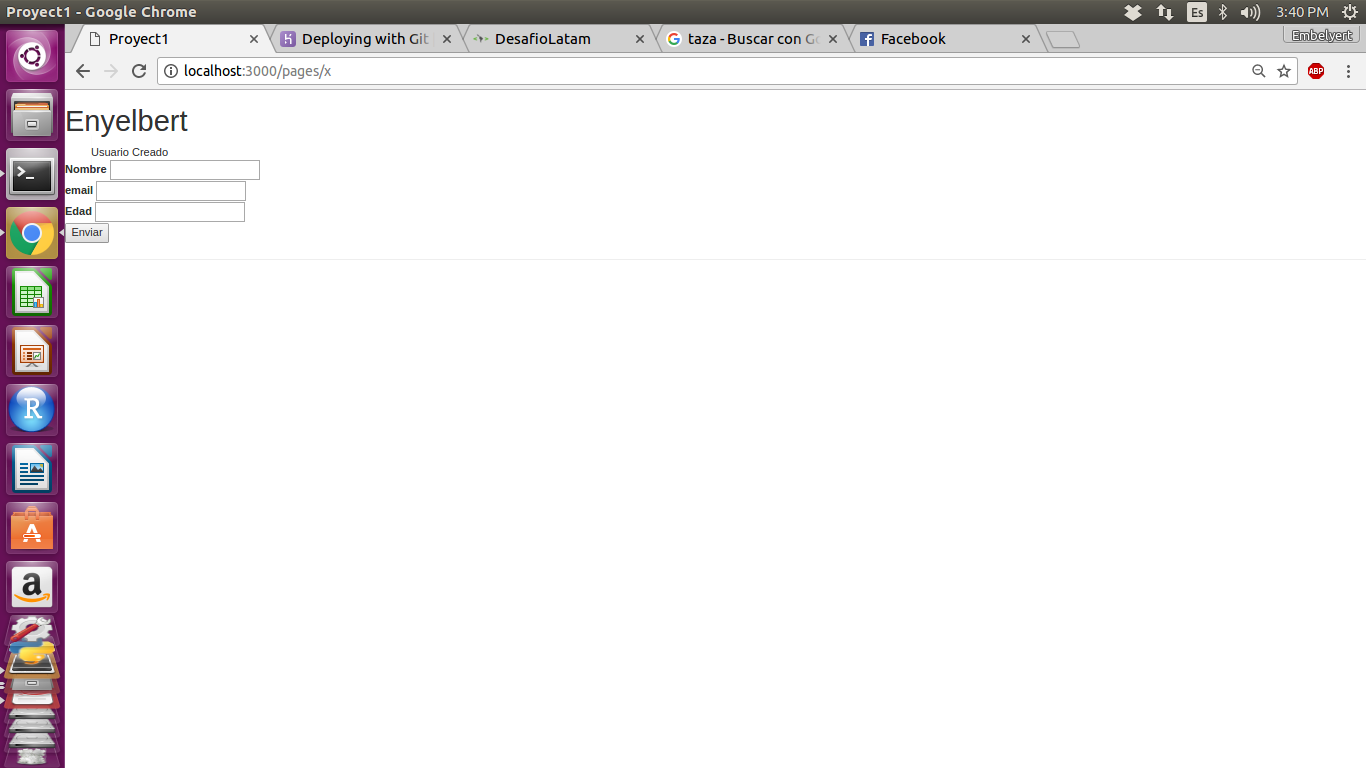 Proyect1 - Google Chrome
Es
3:40 PM
Proyect1
Deploying with Git
DesafioLatam
taza - Buscar con Go
Facebook
Embelyert
localhost:3000/pages/x
ABP
Enyelbert
Usuario Creado
Nombre
email
Edad
Enviar
R
A
a